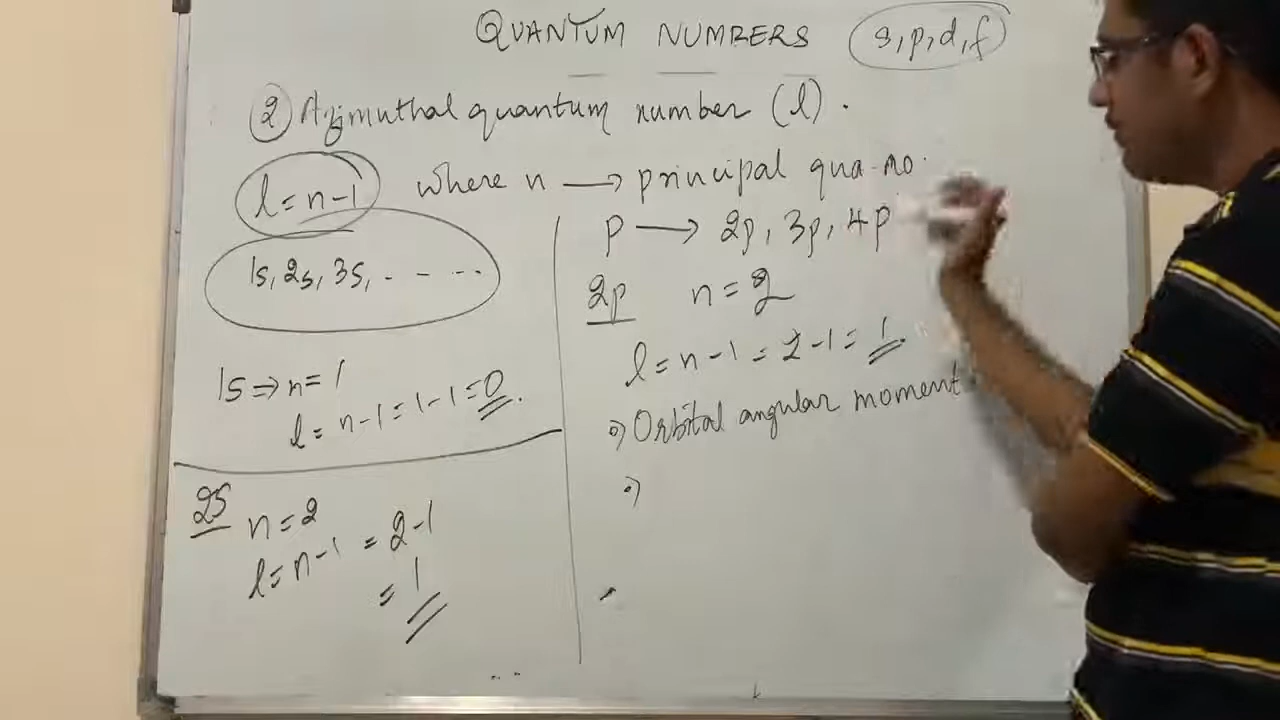 QUANTUM NUMBERS
s, p, d, f
② Azimuthal quantum number (l).
l = n-1 where n → principal qua. no.
1s, 2s, 3s, - - ...
1s ⇒ n = 1
l = n-1 = 1-1 = 0.
2s
n = 2
l = n-1 = 2-1
= 1
p → 2p, 3p, 4p
2p n = 2
l = n-1 = 2-1 = 1.
Orbital angular moment